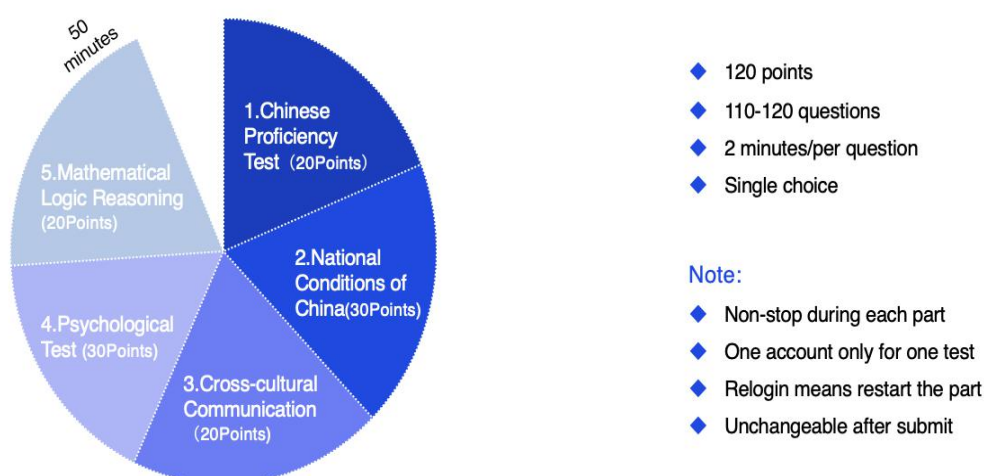 50
minutes
1.Chinese
Proficiency
Test（20Points）
2.National
Conditions of
China(30Points)
3.Cross-cultural
Communication
（20Points）
4.Psychological
Test (30Points)
5.Mathematical
Logic Reasoning
(20Points)
120 points
110-120 questions
2 minutes/per question
Single choice
Note:
Non-stop during each part
One account only for one test
Relogin means restart the part
Unchangeable after submit